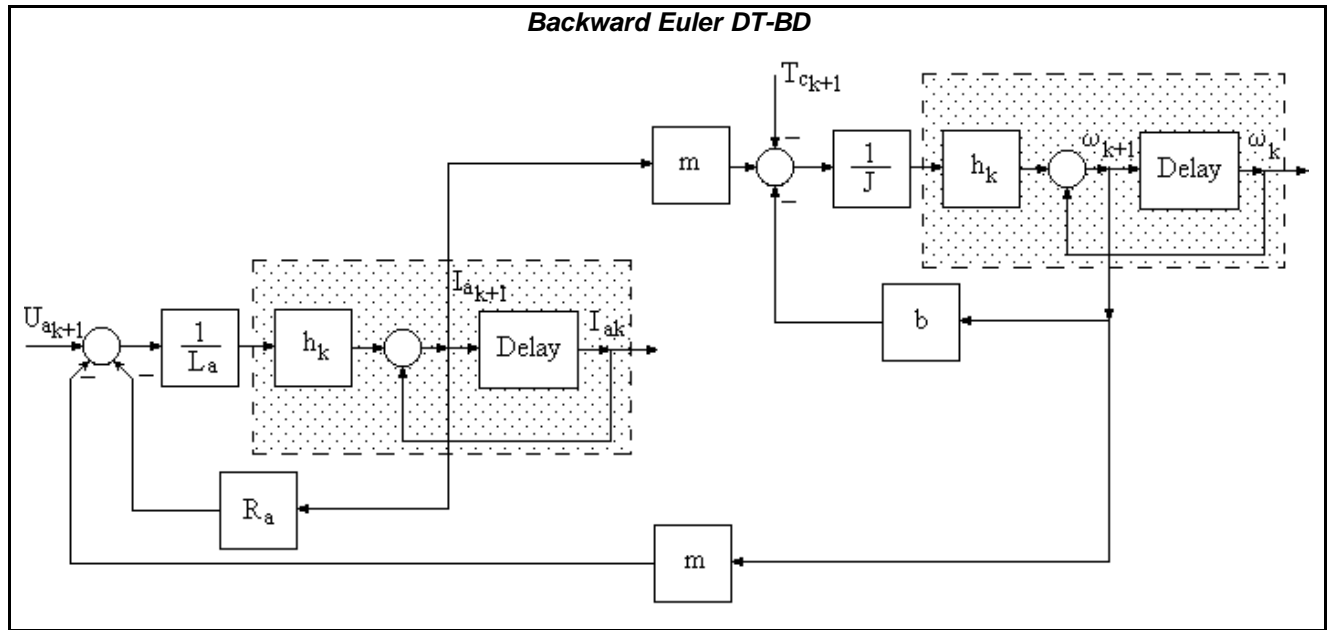 Backward Euler DT-BD
T_{c_{k+1}}
m
1
J
h_k
ω_{k+1}
Delay
ω_k
U_{a_{k+1}}
1
L_a
h_k
I_{a_{k+1}}
Delay
I_{ak}
b
R_a
m